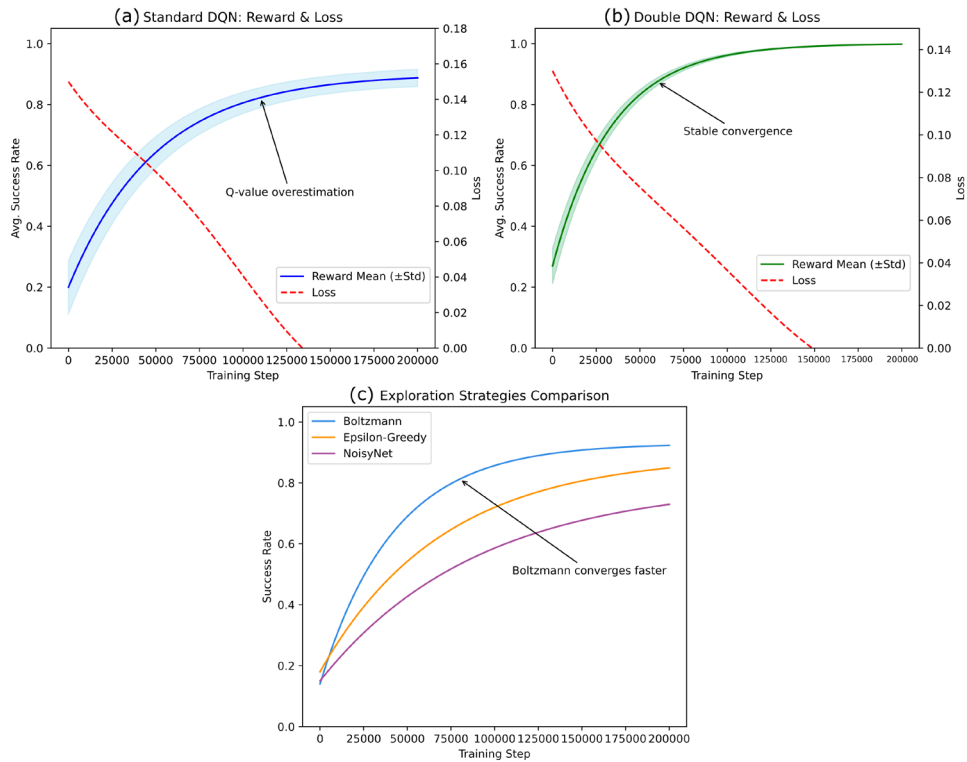 (a) Standard DQN: Reward & Loss
1.0
0.8
0.6
0.4
0.2
0.0
Avg. Success Rate
0.18
0.16
0.14
0.12
0.10
0.08
0.06
0.04
0.02
0.00
Loss
Q-value overestimation
Reward Mean (±Std)
Loss
0 25000 50000 75000 100000 125000 150000 175000 200000
Training Step
(b) Double DQN: Reward & Loss
1.0
0.8
0.6
0.4
0.2
0.0
Avg. Success Rate
0.14
0.12
0.10
0.08
0.06
0.04
0.02
0.00
Loss
Stable convergence
Reward Mean (±Std)
Loss
0 25000 50000 75000 100000 125000 150000 175000 200000
Training Step
(c) Exploration Strategies Comparison
1.0
0.8
0.6
0.4
0.2
0.0
Success Rate
Boltzmann
Epsilon-Greedy
NoisyNet
Boltzmann converges faster
0 25000 50000 75000 100000 125000 150000 175000 200000
Training Step